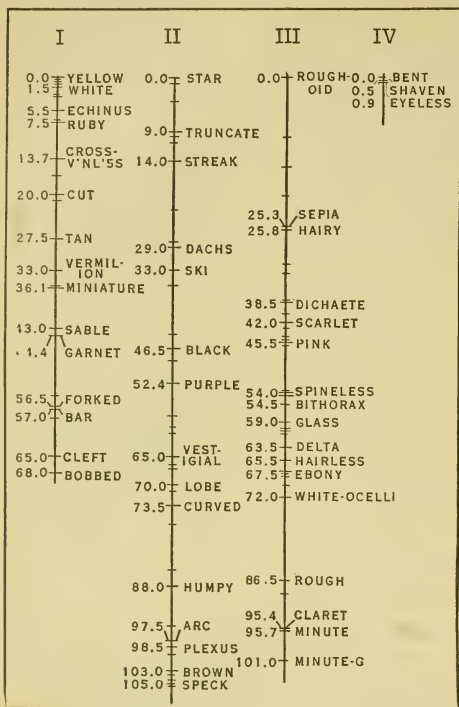 I II III IV
0.0 YELLOW
1.5 WHITE
5.5 ECHINUS
7.5 RUBY
13.7 CROSS-
V'NL'SS
20.0 CUT
27.5 TAN
33.0 VERMIL-
ION
36.1 MINIATURE
43.0 SABLE
GARNET
56.5 FORKED
57.0 BAR
65.0 CLEFT
68.0 BOBBED
0.0 STAR
9.0 TRUNCATE
14.0 STREAK
29.0 DACHS
33.0 SKI
46.5 BLACK
52.4 PURPLE
65.0 VEST-
IGIAL
70.0 LOBE
73.5 CURVED
88.0 HUMPY
97.5 ARC
98.5 PLEXUS
103.0 BROWN
105.0 SPECK
0.0 ROUGH-
OID
25.3 SEPIA
25.8 HAIRY
38.5 DICHAETE
42.0 SCARLET
45.5 PINK
54.0 SPINELESS
54.5 BITHORAX
59.0 GLASS
63.5 DELTA
65.5 HAIRLESS
67.5 EBONY
72.0 WHITE-OCELLI
86.5 ROUGH
95.4 CLARET
95.7 MINUTE
101.0 MINUTE-G
0.0 BENT
0.5 SHAVEN
0.9 EYELESS